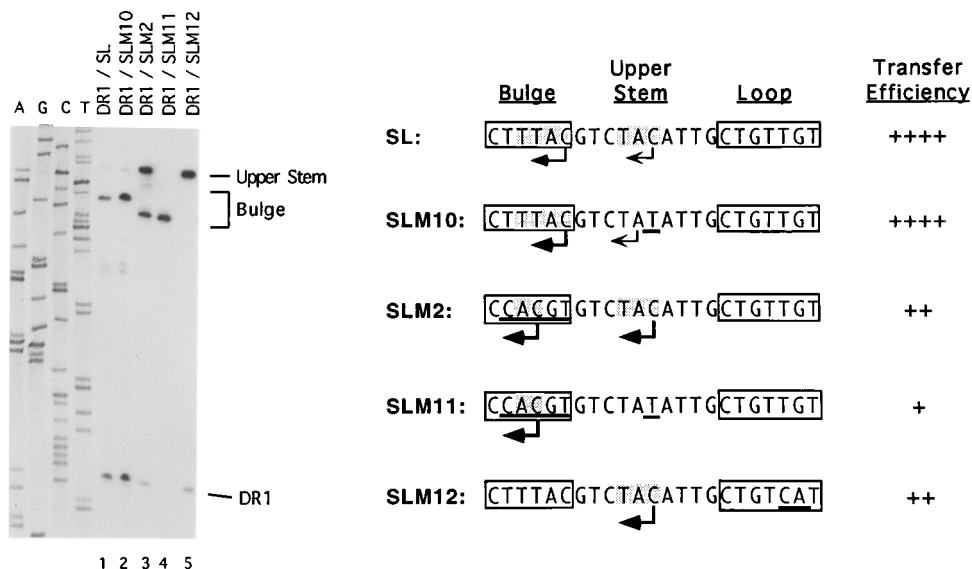 A G C T DR1 / SL DR1 / SLM10 DR1 / SLM2 DR1 / SLM11 DR1 / SLM12
Upper Stem
Bulge
DR1
1 2 3 4 5
Bulge Upper Stem Loop Transfer Efficiency
SL: CTTTACGTCTACATTGCTGTTGT ++++
SLM10: CTTTACGTCTATATTGCTGTTGT ++++
SLM2: CCACGTGTCTACATTGCTGTTGT ++
SLM11: CCACGTGTCTATATTGCTGTTGT +
SLM12: CTTTACGTCTACATTGCTGTCAT ++